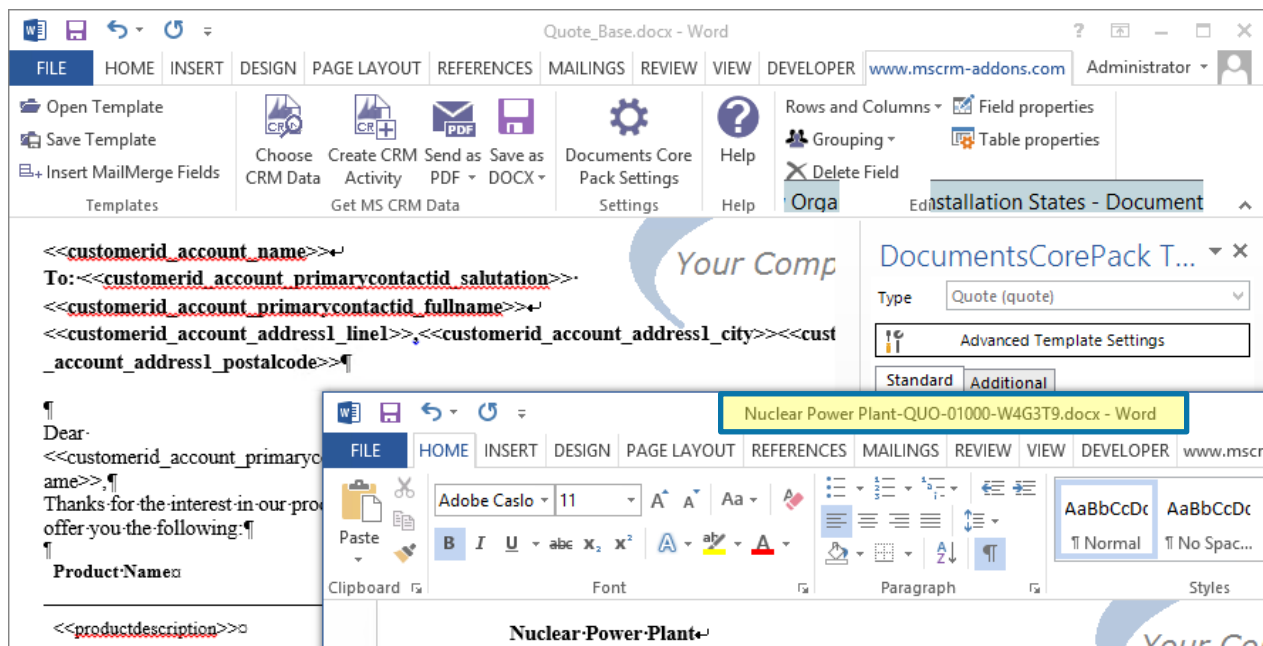 Quote_Base.docx - Word
FILE HOME INSERT DESIGN PAGE LAYOUT REFERENCES MAILINGS REVIEW VIEW DEVELOPER www.mscrm-addons.com Administrator
Open Template
Save Template
Insert MailMerge Fields
Templates
Choose CRM Data
Create CRM Activity
Send as PDF
Save as DOCX
Get MS CRM Data
Documents Core Pack Settings
Settings
Help
Help
Rows and Columns
Field properties
Grouping
Table properties
Delete Field
Orga
Edi
nstallation States - Document
<<customerid_account_name>>↵
To:·<<customerid_account_primarycontactid_salutation>>·
<<customerid_account_primarycontactid_fullname>>↵
<<customerid_account_address1_line1>>,<<customerid_account_address1_city>><<cust
_account_address1_postalcode>>¶
Your Comp
¶
Dear·
<<customerid_account_primaryc
ame>>,¶
Thanks·for·the·interest·in·our·pro
offer·you·the·following:¶
¶
Product·Name¤
<<productdescription>>¤
DocumentsCorePack T...
Type Quote (quote)
Advanced Template Settings
Standard Additional
Nuclear Power Plant-QUO-01000-W4G3T9.docx - Word
FILE HOME INSERT DESIGN PAGE LAYOUT REFERENCES MAILINGS REVIEW VIEW DEVELOPER www.mscr
Paste
Clipboard
Adobe Caslo 11 A A Aa
B I U abc X₂ X² A ab A
Font
Paragraph
AaBbCcDc AaBbCcDc
¶ Normal ¶ No Spac...
Styles
Nuclear·Power·Plant↵
Your Co